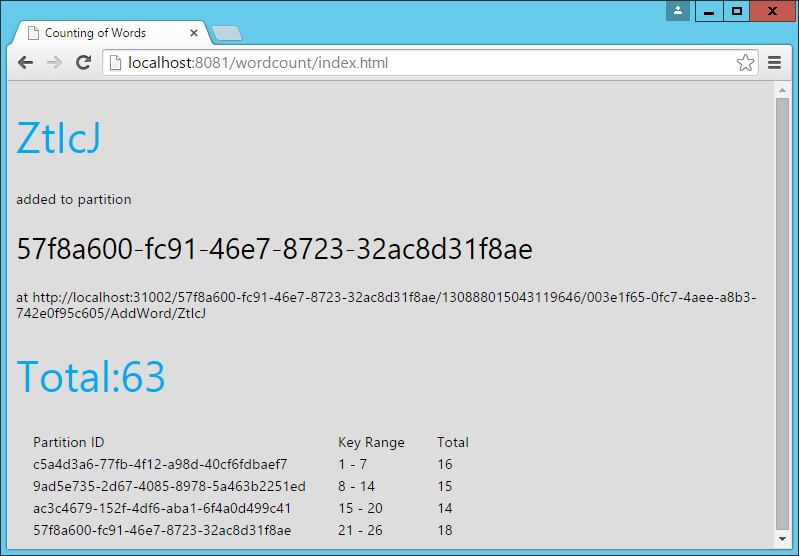 Counting of Words
localhost:8081/wordcount/index.html
ZtIcJ
added to partition
57f8a600-fc91-46e7-8723-32ac8d31f8ae
at http://localhost:31002/57f8a600-fc91-46e7-8723-32ac8d31f8ae/130888015043119646/003e1f65-0fc7-4aee-a8b3-
742e0f95c605/AddWord/ZtIcJ
Total:63
Partition ID Key Range Total
c5a4d3a6-77fb-4f12-a98d-40cf6fdbaef7 1 - 7 16
9ad5e735-2d67-4085-8978-5a463b2251ed 8 - 14 15
ac3c4679-152f-4df6-aba1-6f4a0d499c41 15 - 20 14
57f8a600-fc91-46e7-8723-32ac8d31f8ae 21 - 26 18